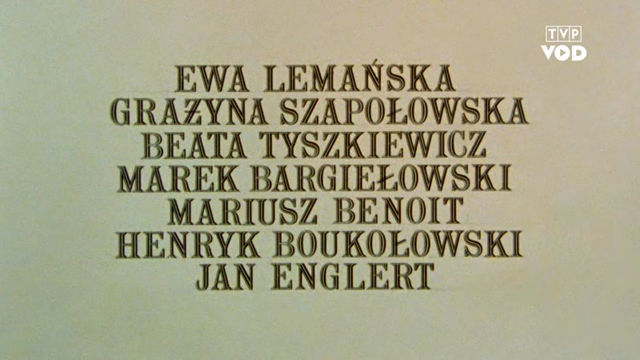 TVP
VOD
EWA LEMAŃSKA
GRAŻYNA SZAPOŁOWSKA
BEATA TYSZKIEWICZ
MAREK BARGIEŁOWSKI
MARIUSZ BENOIT
HENRYK BOUKOŁOWSKI
JAN ENGLERT